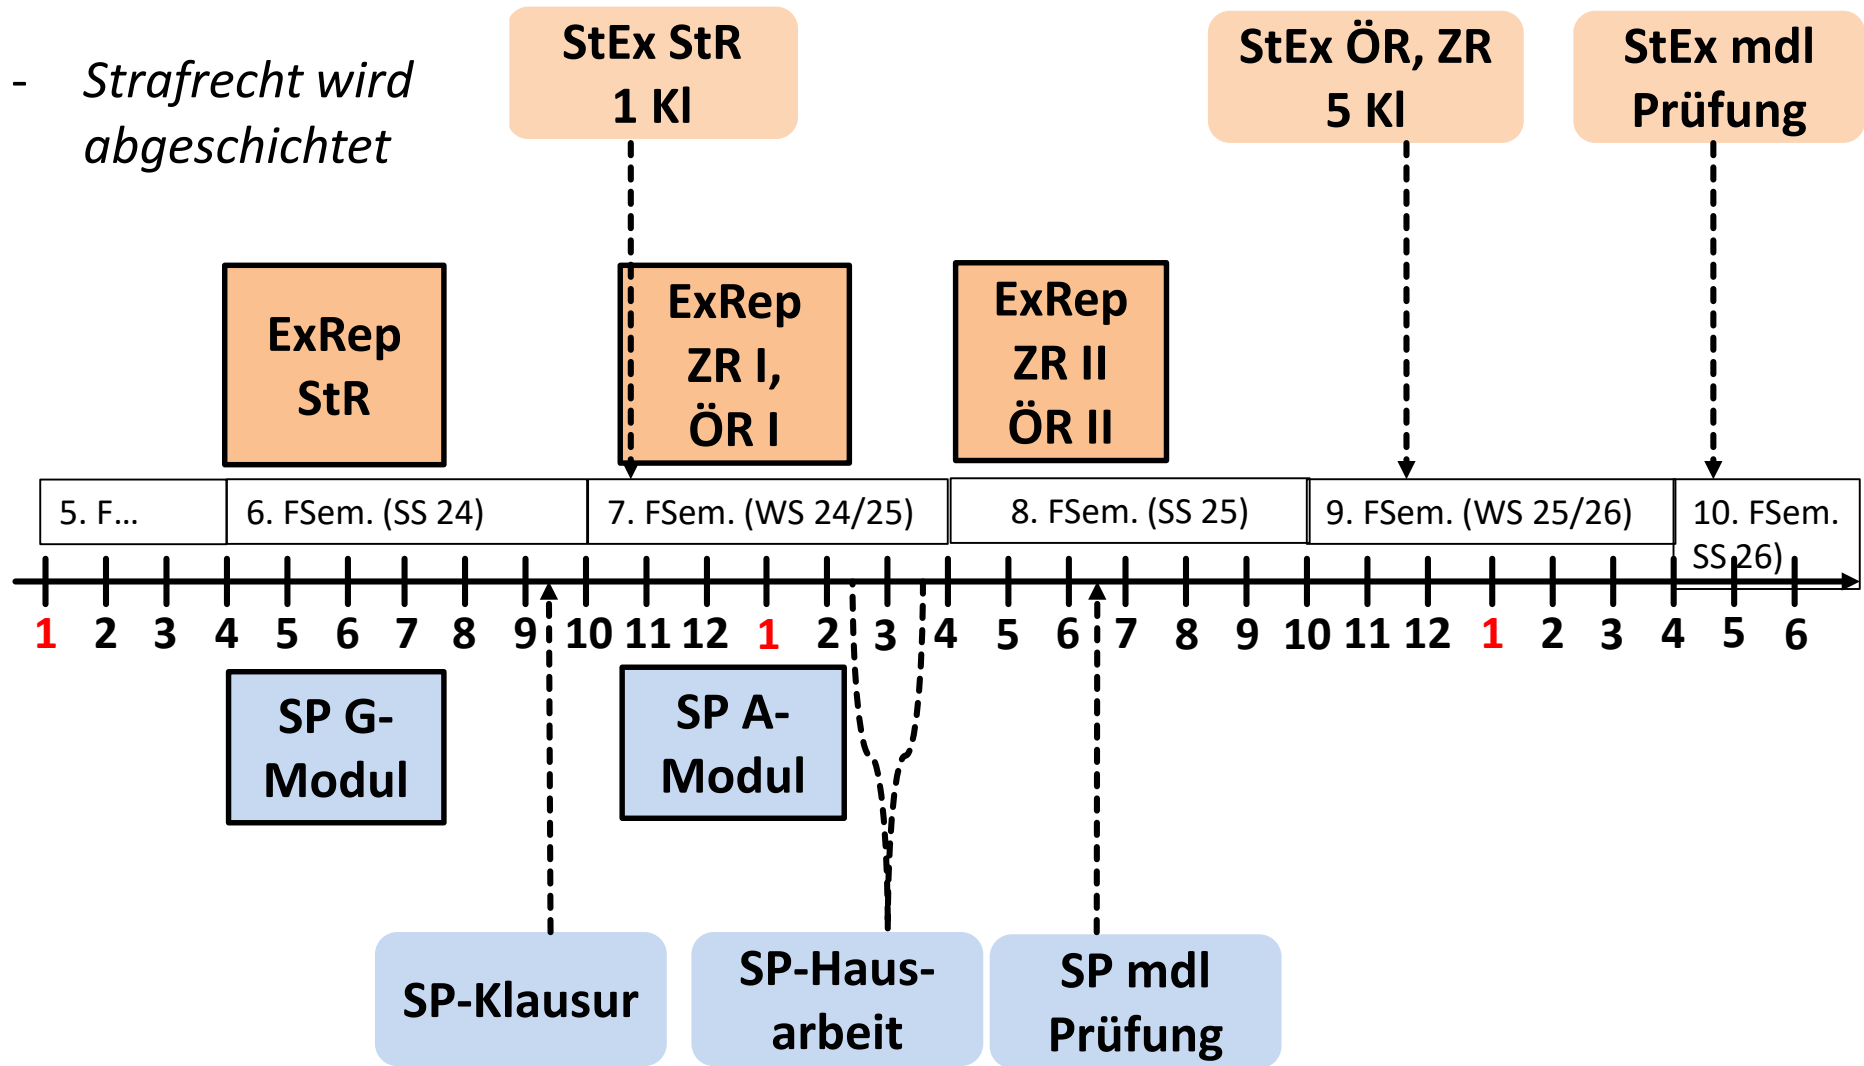 - Strafrecht wird
abgeschichtet
StEx StR
1 Kl
StEx ÖR, ZR
5 Kl
StEx mdl
Prüfung
ExRep
StR
ExRep
ZR I,
ÖR I
ExRep
ZR II
ÖR II
5. F...
6. FSem. (SS 24)
7. FSem. (WS 24/25)
8. FSem. (SS 25)
9. FSem. (WS 25/26)
10. FSem.
SS 26)
1 2 3 4 5 6 7 8 9 10 11 12 1 2 3 4 5 6 7 8 9 10 11 12 1 2 3 4 5 6
SP G-
Modul
SP A-
Modul
SP-Klausur
SP-Haus-
arbeit
SP mdl
Prüfung